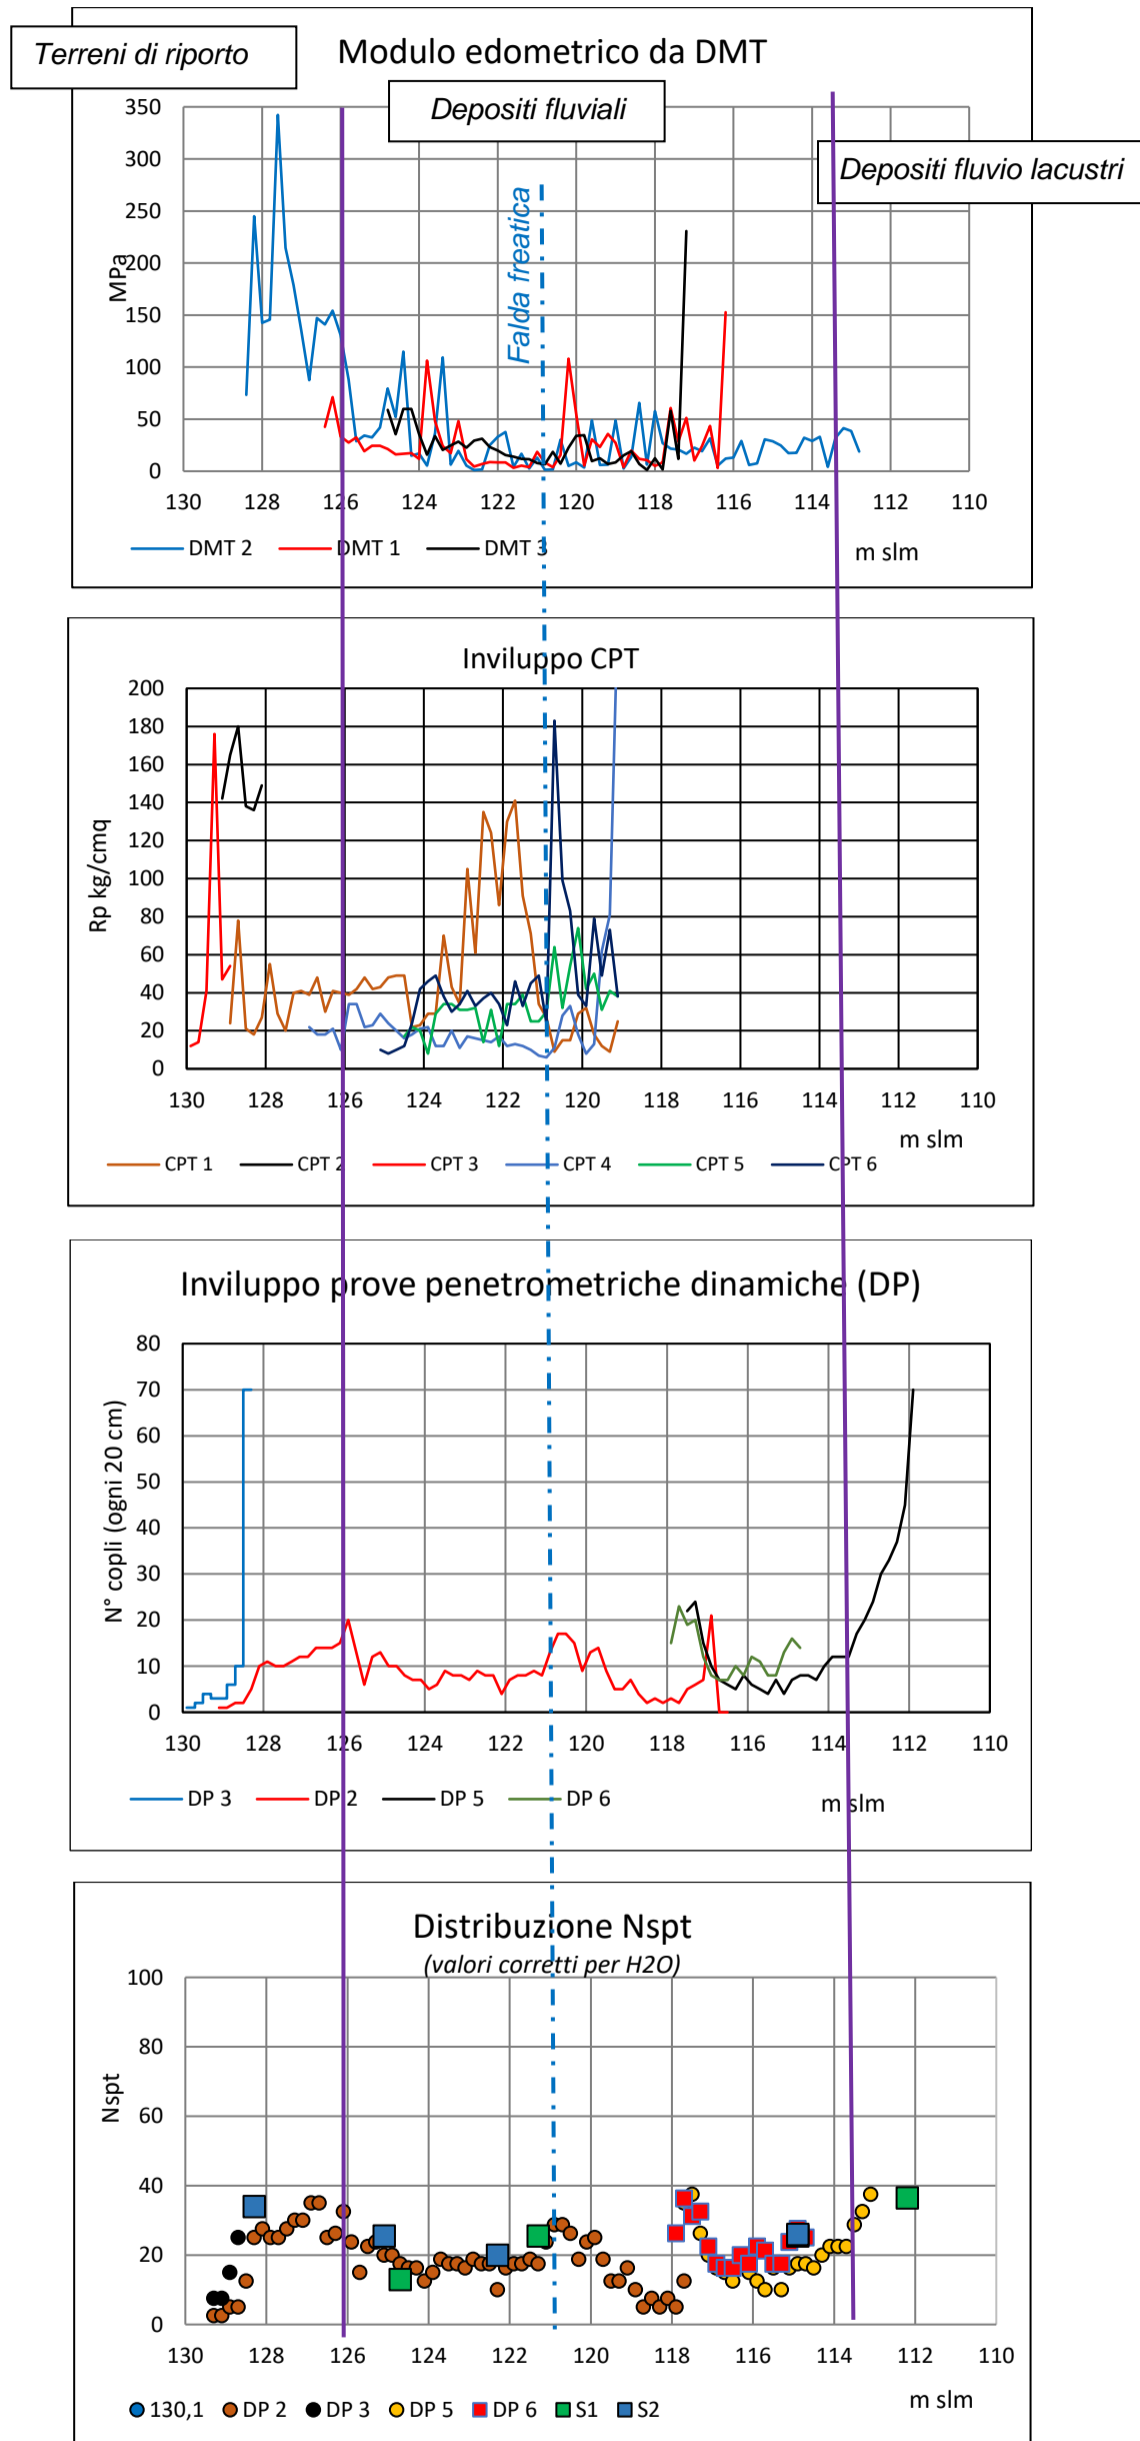 Terreni di riporto
Modulo edometrico da DMT
Depositi fluviali
Depositi fluvio lacustri
Falda freatica
MPa
350
300
250
200
150
100
50
0
130 128 126 124 122 120 118 116 114 112 110
DMT 2 DMT 1 DMT 3
m slm
Inviluppo CPT
Rp kg/cmq
200
180
160
140
120
100
80
60
40
20
0
130 128 126 124 122 120 118 116 114 112 110
m slm
CPT 1 CPT 2 CPT 3 CPT 4 CPT 5 CPT 6
Inviluppo prove penetrometriche dinamiche (DP)
N° copli (ogni 20 cm)
80
70
60
50
40
30
20
10
0
130 128 126 124 122 120 118 116 114 112 110
DP 3 DP 2 DP 5 DP 6
m slm
Distribuzione Nspt
(valori corretti per H2O)
Nspt
100
80
60
40
20
0
130 128 126 124 122 120 118 116 114 112 110
m slm
130,1 DP 2 DP 3 DP 5 DP 6 S1 S2